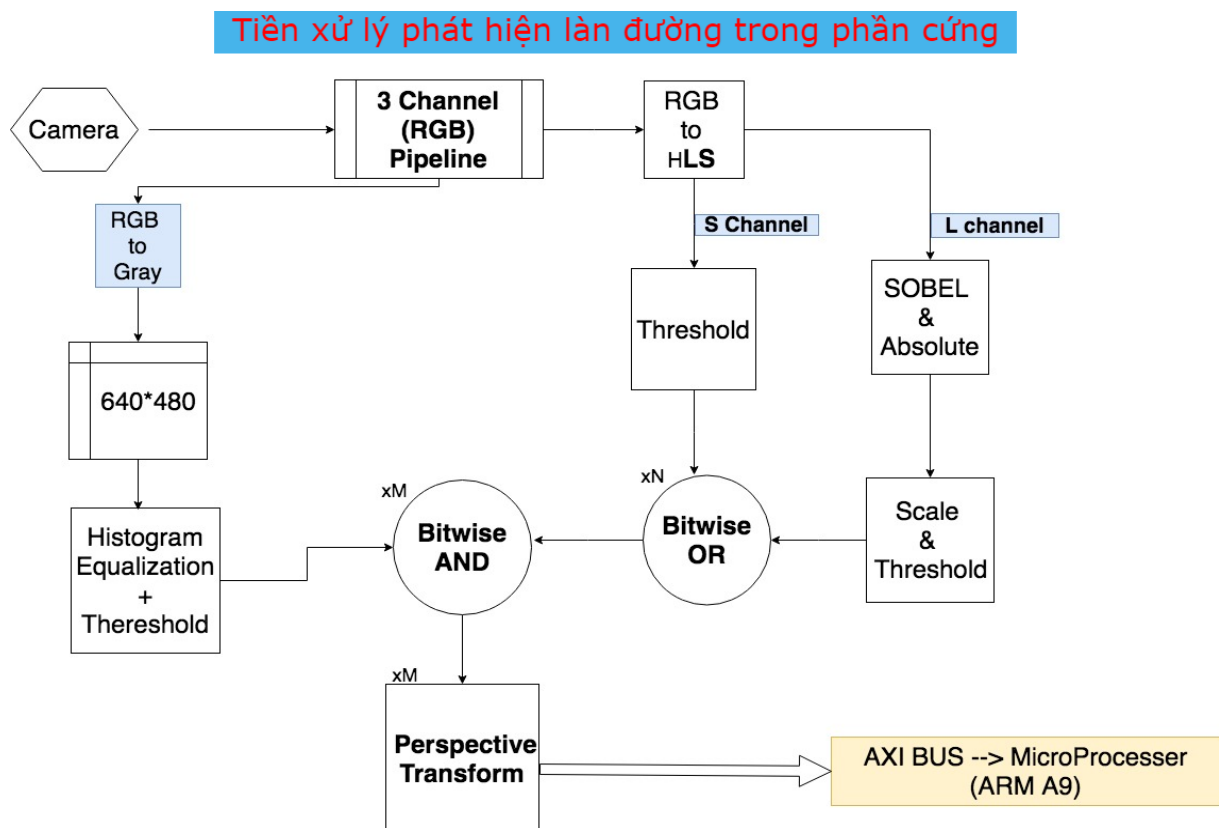 Tiền xử lý phát hiện làn đường trong phần cứng
Camera
3 Channel
(RGB)
Pipeline
RGB
to
HLS
RGB
to
Gray
S Channel
L channel
640*480
Threshold
SOBEL
&
Absolute
Histogram
Equalization
+
Thereshold
xM
Bitwise
AND
xN
Bitwise
OR
Scale
&
Threshold
xM
Perspective
Transform
AXI BUS --> MicroProcesser
(ARM A9)